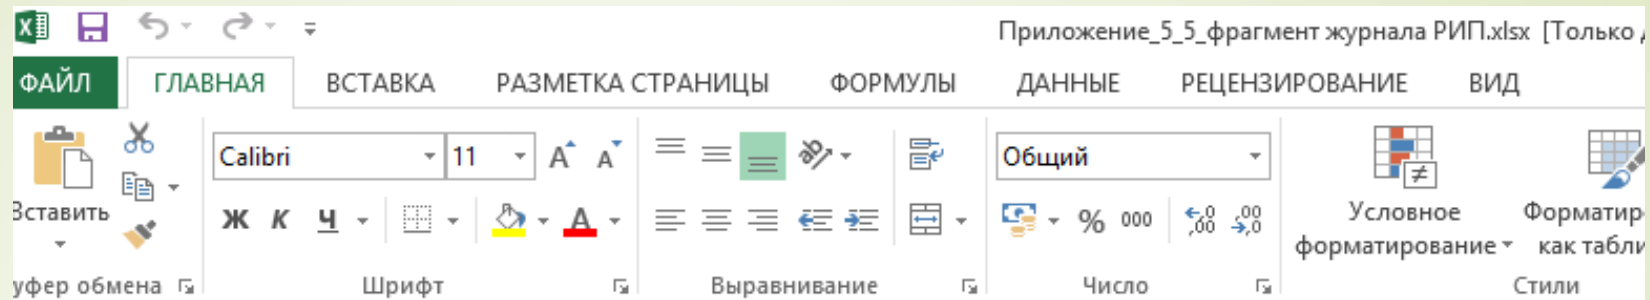 Приложение_5_5_фрагмент журнала РИП.xlsx [Только
ФАЙЛ ГЛАВНАЯ ВСТАВКА РАЗМЕТКА СТРАНИЦЫ ФОРМУЛЫ ДАННЫЕ РЕЦЕНЗИРОВАНИЕ ВИД
Calibri 11 Общий
Ж К Ч % 000
Вставить Условное Форматир
форматирование как табли
уфер обмена Шрифт Выравнивание Число Стили